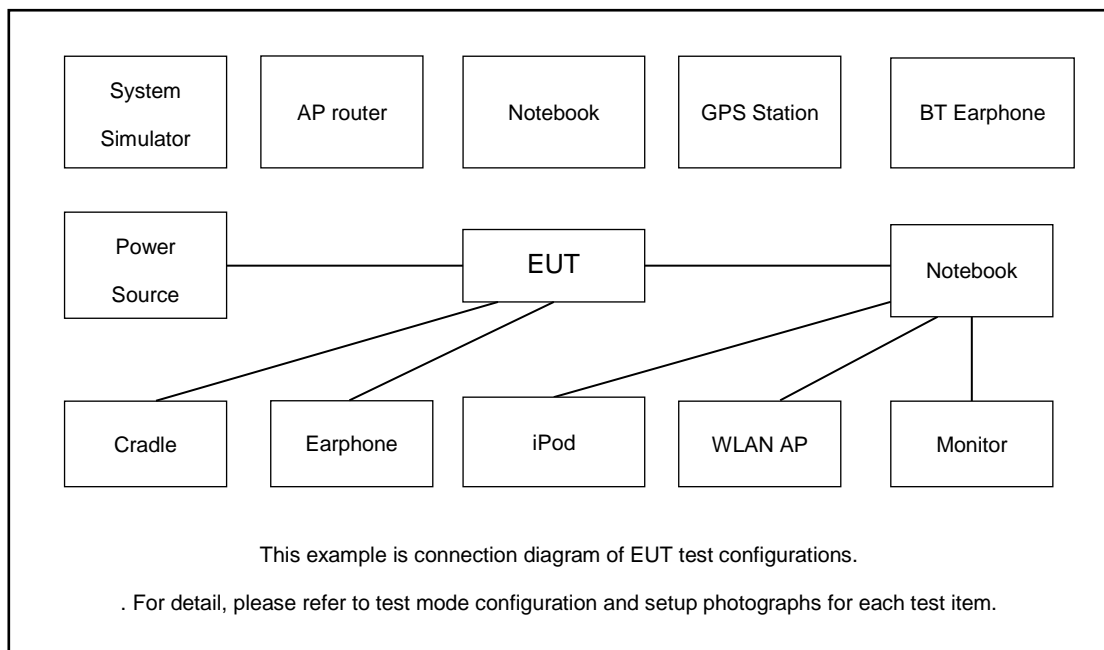 System
Simulator
AP router
Notebook
GPS Station
BT Earphone
Power
Source
EUT
Notebook
Cradle
Earphone
iPod
WLAN AP
Monitor
This example is connection diagram of EUT test configurations.
. For detail, please refer to test mode configuration and setup photographs for each test item.